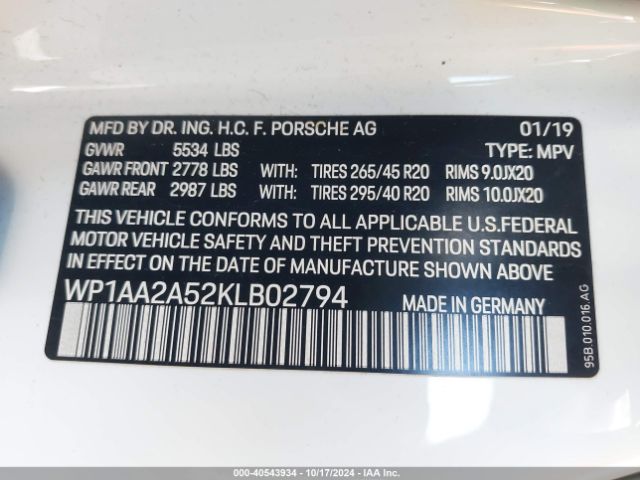 MFD BY DR. ING. H.C. F. PORSCHE AG 01/19
GVWR 5534 LBS TYPE: MPV
GAWR FRONT 2778 LBS WITH: TIRES 265/45 R20 RIMS 9.0JX20
GAWR REAR 2987 LBS WITH: TIRES 295/40 R20 RIMS 10.0JX20
THIS VEHICLE CONFORMS TO ALL APPLICABLE U.S.FEDERAL
MOTOR VEHICLE SAFETY AND THEFT PREVENTION STANDARDS
IN EFFECT ON THE DATE OF MANUFACTURE SHOWN ABOVE
WP1AA2A52KLB02794 MADE IN GERMANY
95B.010.016.AG
000-40543934 | 10/17/2024 | IAAI.com